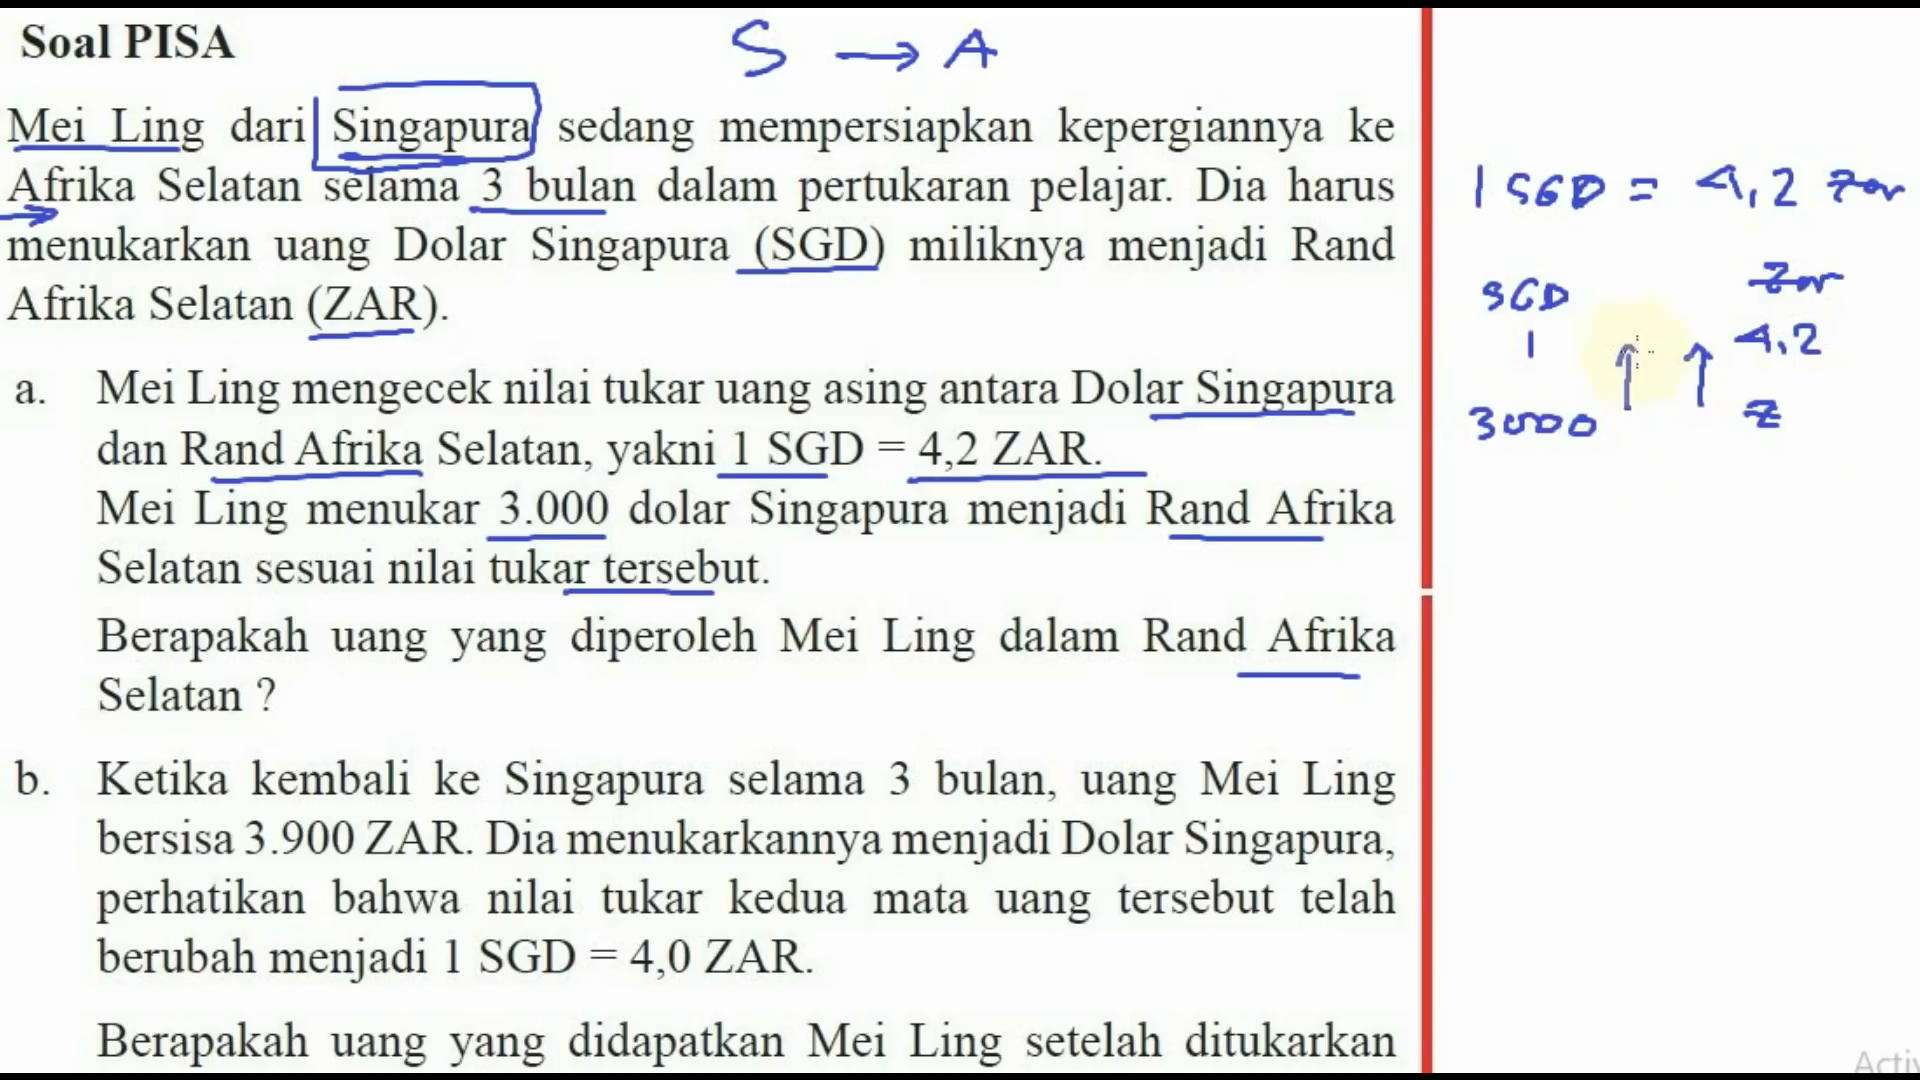 Soal PISA
S → A
Mei Ling dari Singapura sedang mempersiapkan kepergiannya ke
Afrika Selatan selama 3 bulan dalam pertukaran pelajar. Dia harus
menukarkan uang Dolar Singapura (SGD) miliknya menjadi Rand
Afrika Selatan (ZAR).
a. Mei Ling mengecek nilai tukar uang asing antara Dolar Singapura
dan Rand Afrika Selatan, yakni 1 SGD = 4,2 ZAR.
Mei Ling menukar 3.000 dolar Singapura menjadi Rand Afrika
Selatan sesuai nilai tukar tersebut.
Berapakah uang yang diperoleh Mei Ling dalam Rand Afrika
Selatan ?
b. Ketika kembali ke Singapura selama 3 bulan, uang Mei Ling
bersisa 3.900 ZAR. Dia menukarkannya menjadi Dolar Singapura,
perhatikan bahwa nilai tukar kedua mata uang tersebut telah
berubah menjadi 1 SGD = 4,0 ZAR.
Berapakah uang yang didapatkan Mei Ling setelah ditukarkan
1 SGD = 4,2 Zar
SGD Zar
1 ↑ ↑ 4,2
3000 Z